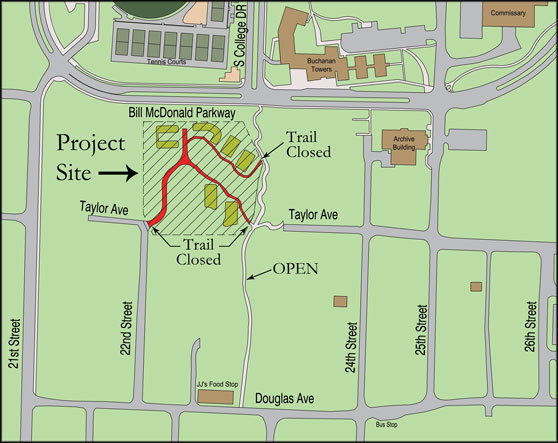 Commissary
S College DR
Tennis Courts
Buchanan
Towers
Bill McDonald Parkway
Project
Site
Trail
Closed
Archive
Building
Taylor Ave
Taylor Ave
Trail
Closed
OPEN
21st Street
22nd Street
24th Street
25th Street
26th Street
JJ's Food Stop
Douglas Ave
Bus Stop